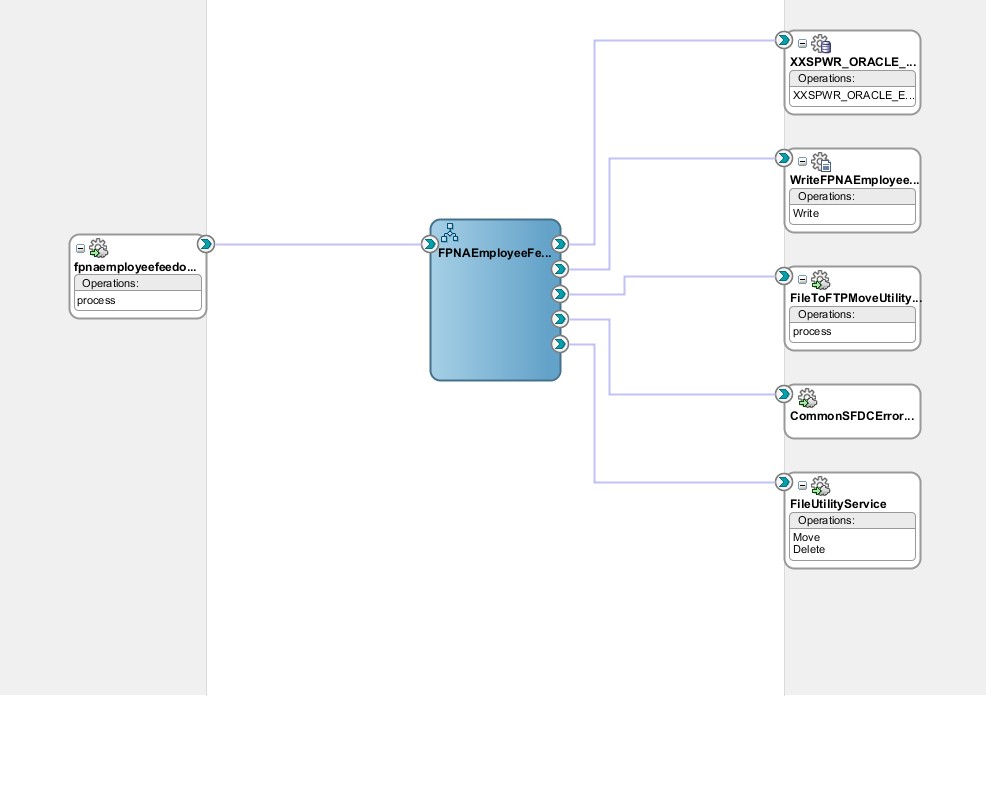 XXSPWR_ORACLE_...
Operations:
XXSPWR_ORACLE_E...
WriteFPNAEmployee...
Operations:
Write
fpnaemployeefeedo...
Operations:
process
FPNAEmployeeFe...
FileToFTPMoveUtility...
Operations:
process
CommonSFDCError...
FileUtilityService
Operations:
Move
Delete